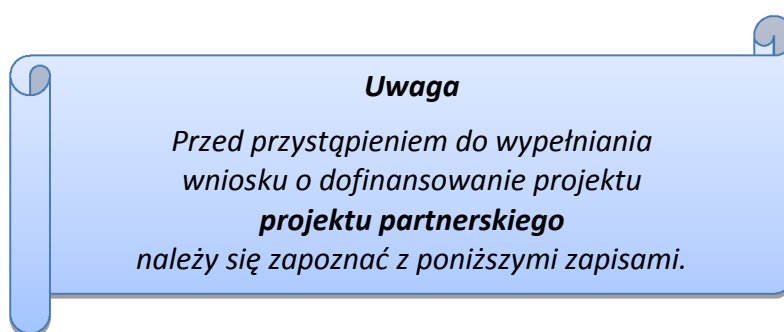 Uwaga
Przed przystąpieniem do wypełniania
wniosku o dofinansowanie projektu
projektu partnerskiego
należy się zapoznać z poniższymi zapisami.